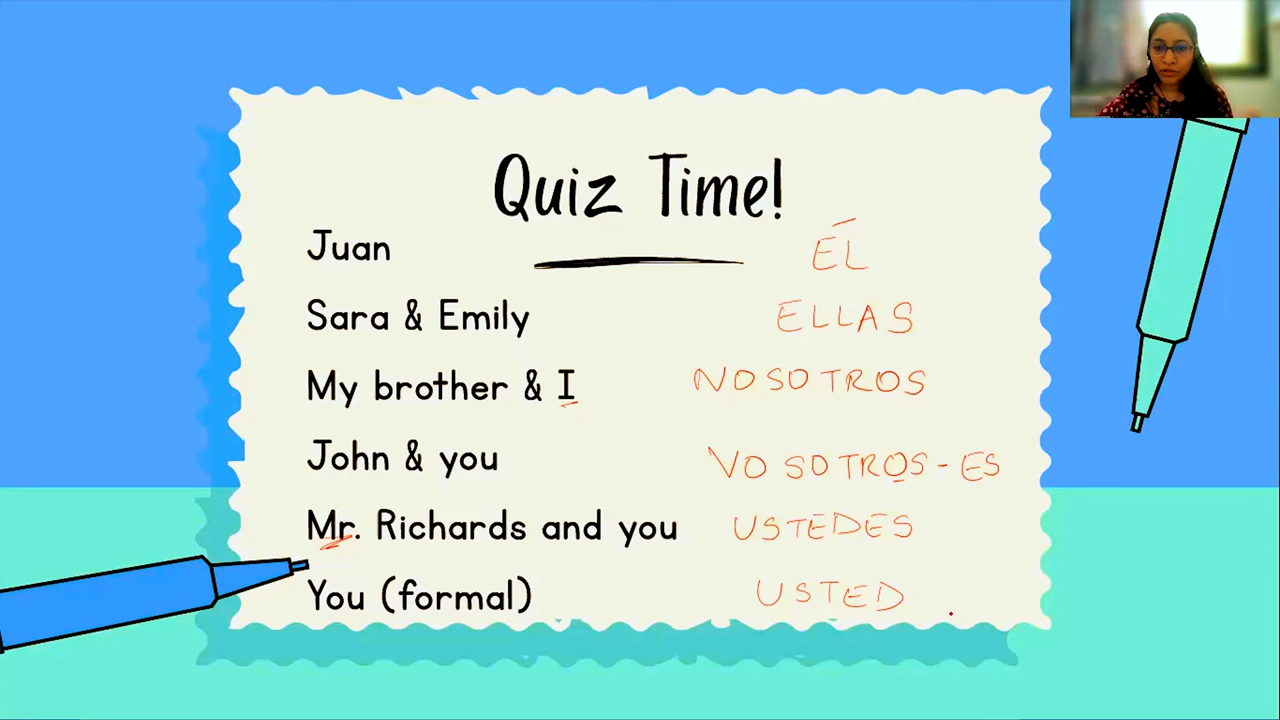 Quiz Time!
Juan ÉL
Sara & Emily ELLAS
My brother & I NOSOTROS
John & you VOSOTROS-ES
Mr. Richards and you USTEDES
You (formal) USTED